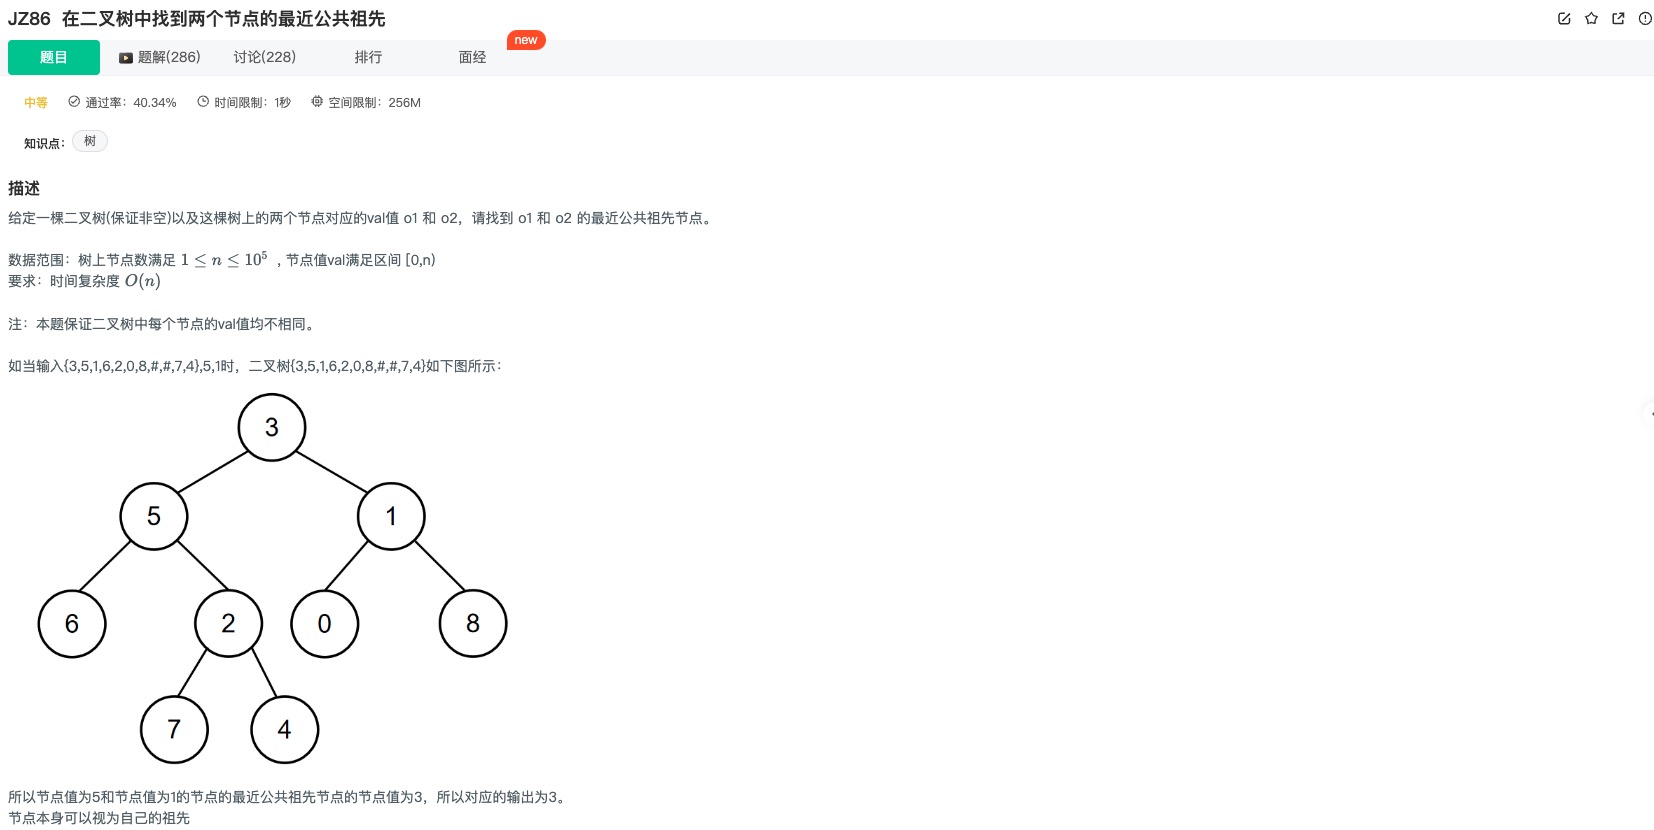 JZ86 在二叉树中找到两个节点的最近公共祖先
题目 题解(286) 讨论(228) 排行 面经 new
中等 通过率：40.34% 时间限制：1秒 空间限制：256M
知识点： 树
描述
给定一棵二叉树(保证非空)以及这棵树上的两个节点对应的val值 o1 和 o2，请找到 o1 和 o2 的最近公共祖先节点。
数据范围：树上节点数满足 1 ≤ n ≤ 10⁵ , 节点值val满足区间 [0,n)
要求：时间复杂度 O(n)
注：本题保证二叉树中每个节点的val值均不相同。
如当输入{3,5,1,6,2,0,8,#,#,7,4},5,1时，二叉树{3,5,1,6,2,0,8,#,#,7,4}如下图所示：
3
5 1
6 2 0 8
7 4
所以节点值为5和节点值为1的节点的最近公共祖先节点的节点值为3，所以对应的输出为3。
节点本身可以视为自己的祖先